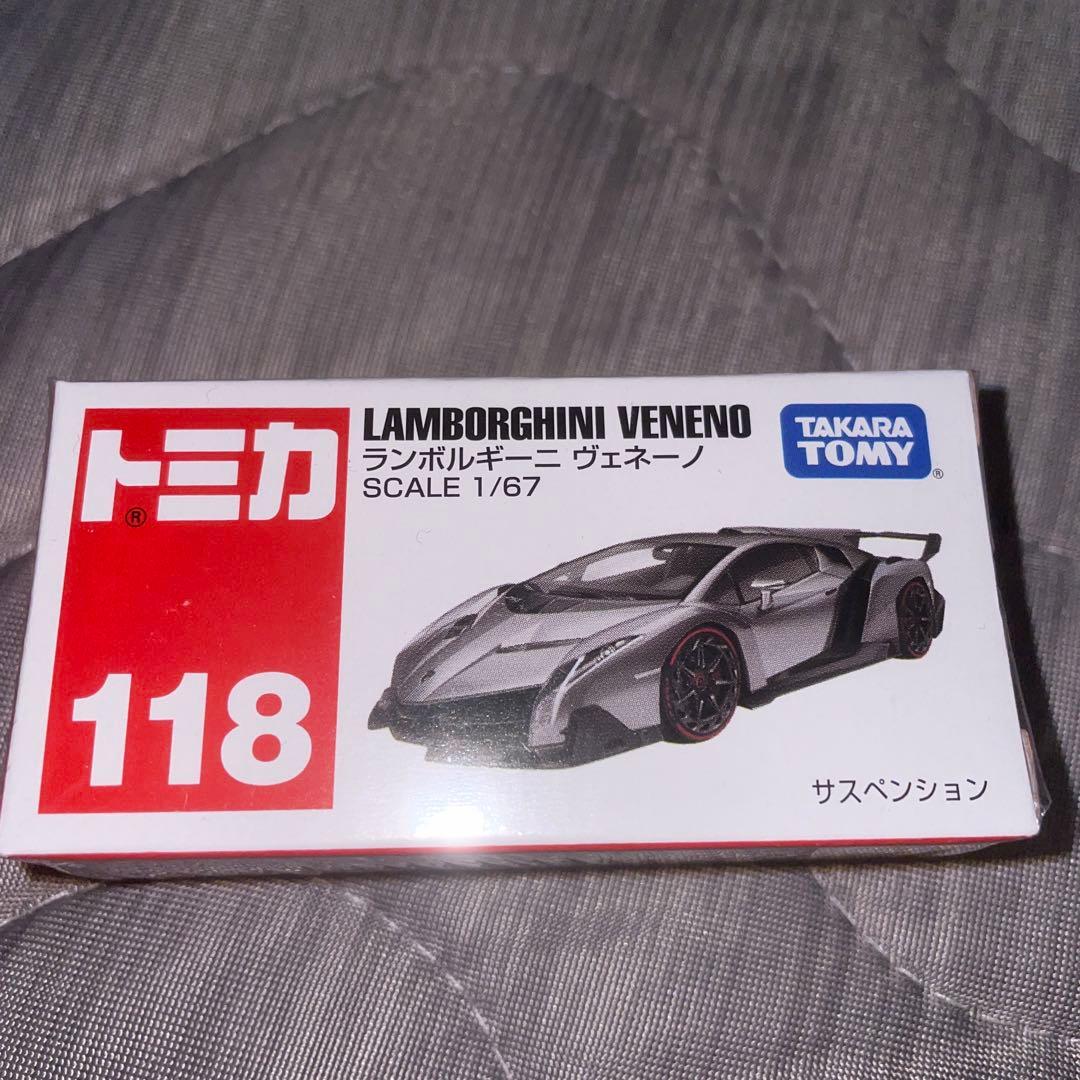 トミカ
®
118
LAMBORGHINI VENENO
ランボルギーニ ヴェネーノ
SCALE 1/67
TAKARA
TOMY
®
サスペンション